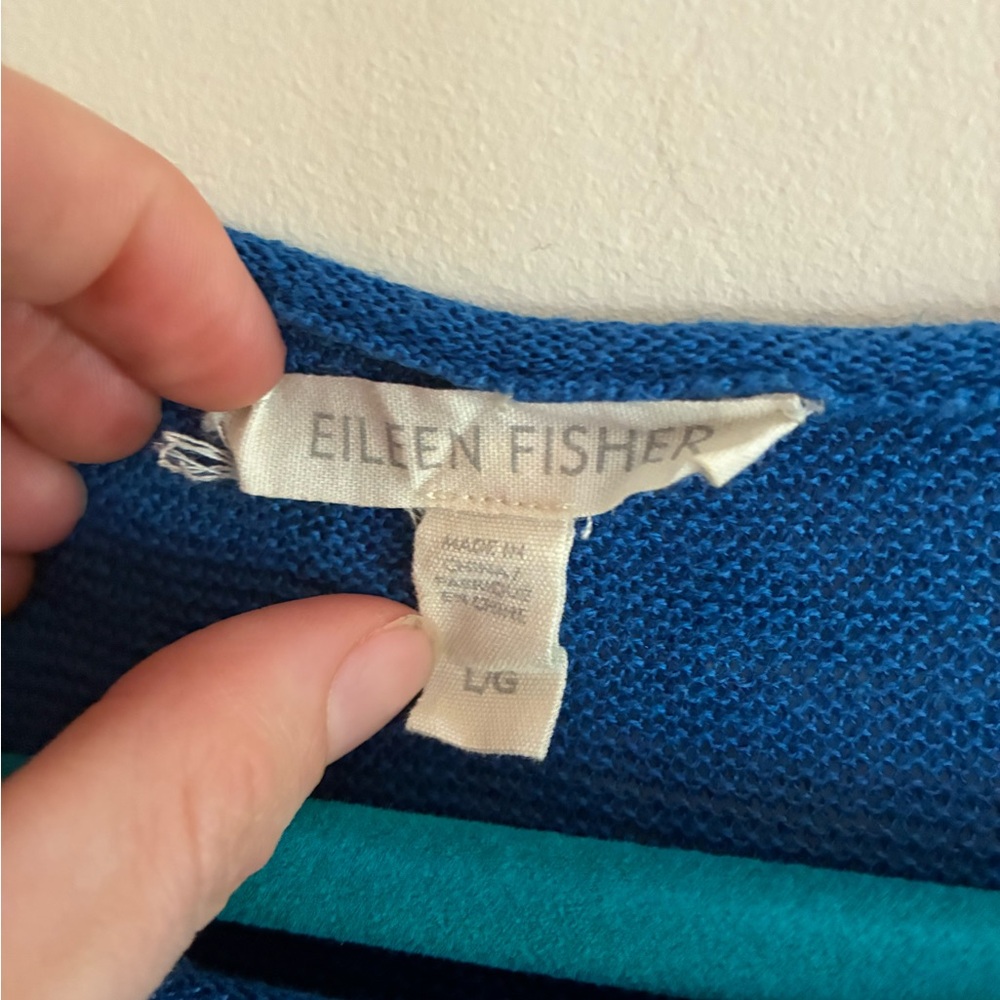 EILEEN FISHER
MADE IN
CHINA/
FABRIQUÉ
EN CHINE
L/G